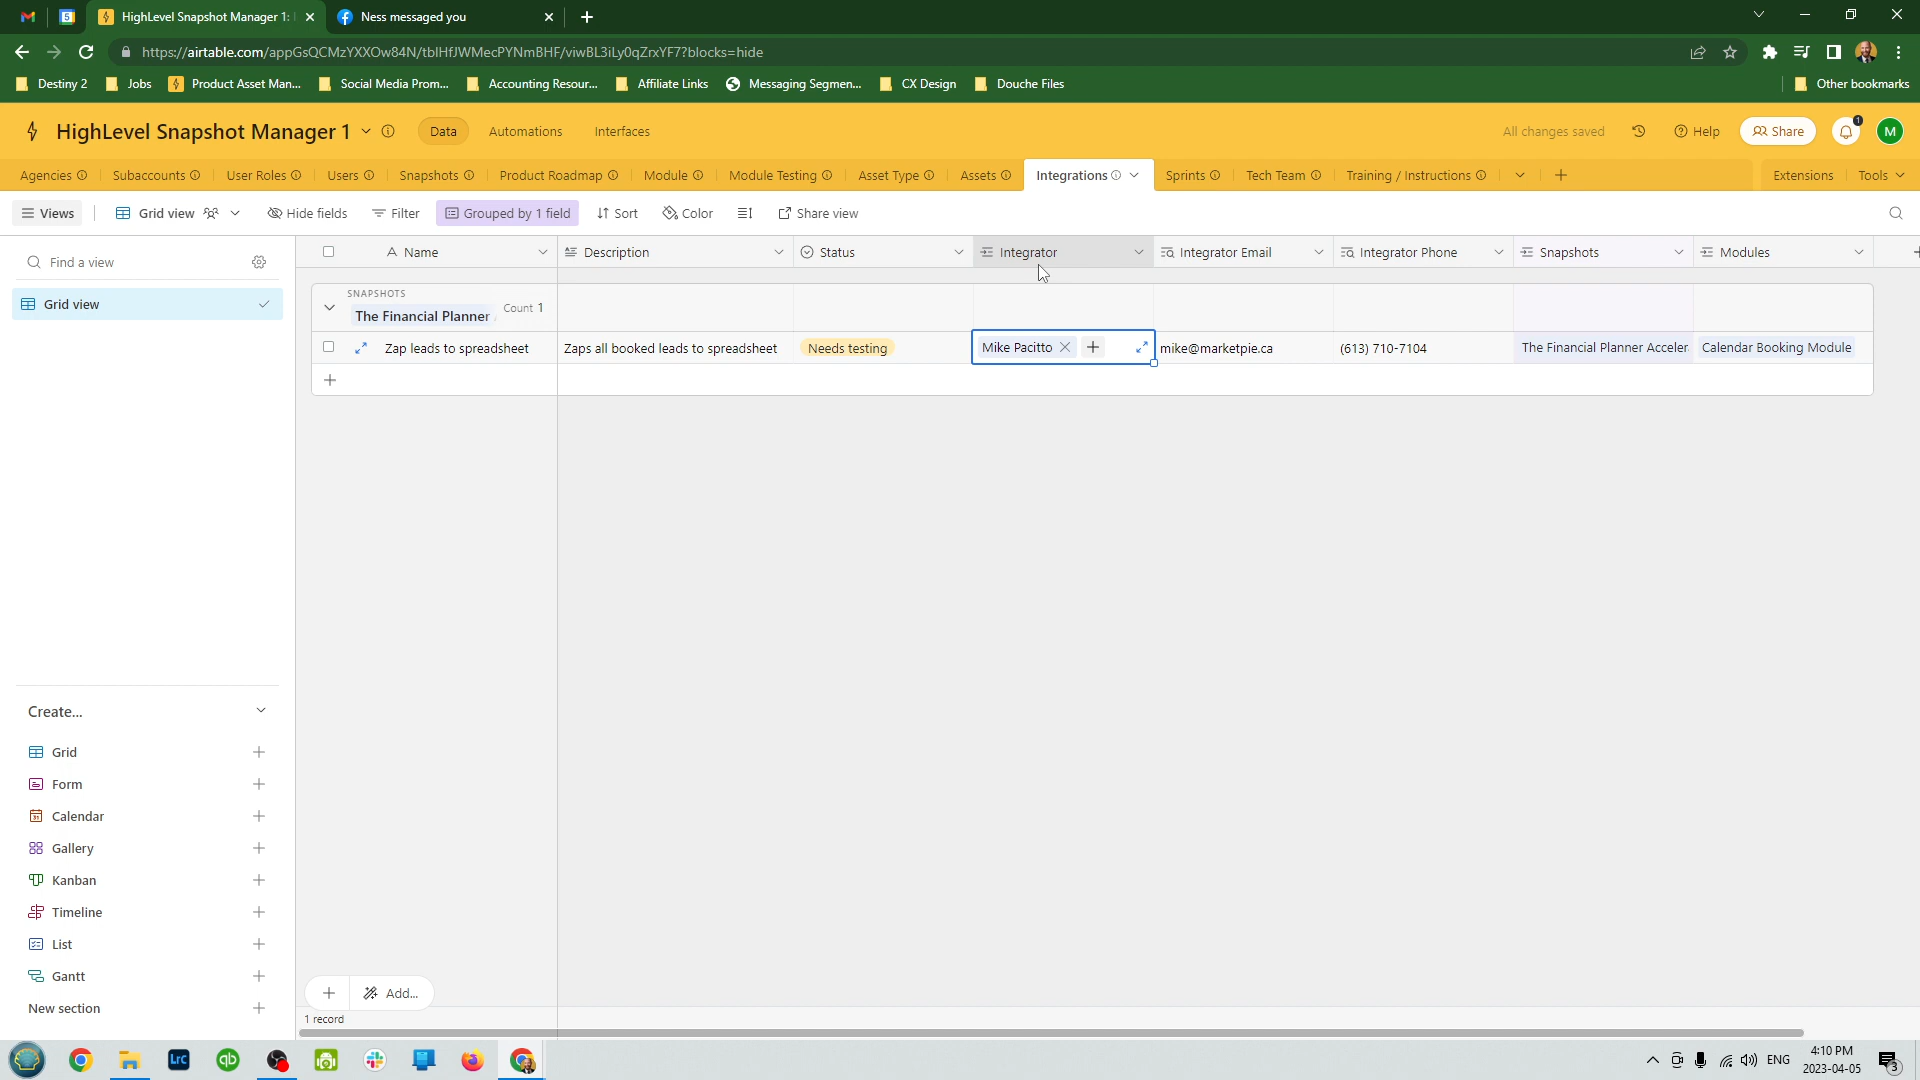 HighLevel Snapshot Manager 1:
Ness messaged you
https://airtable.com/appGsQCMzYXXOw84N/tblHfJWMecPYNmBHF/viwBL3iLy0qZrxYF7?blocks=hide
Destiny 2
Jobs
Product Asset Man...
Social Media Prom...
Accounting Resour...
Affiliate Links
Messaging Segmen...
CX Design
Douche Files
Other bookmarks
HighLevel Snapshot Manager 1
Data
Automations
Interfaces
All changes saved
Help
Share
1
M
Agencies
Subaccounts
User Roles
Users
Snapshots
Product Roadmap
Module
Module Testing
Asset Type
Assets
Integrations
Sprints
Tech Team
Training / Instructions
Extensions
Tools
Views
Grid view
Hide fields
Filter
Grouped by 1 field
Sort
Color
Share view
Find a view
Grid view
Name
Description
Status
Integrator
Integrator Email
Integrator Phone
Snapshots
Modules
SNAPSHOTS
The Financial Planner
Count 1
Zap leads to spreadsheet
Zaps all booked leads to spreadsheet
Needs testing
Mike Pacitto
mike@marketpie.ca
(613) 710-7104
The Financial Planner Acceler
Calendar Booking Module
Create...
Grid
Form
Calendar
Gallery
Kanban
Timeline
List
Gantt
New section
Add...
1 record
Lrc
qb
ENG
4:10 PM
2023-04-05
3